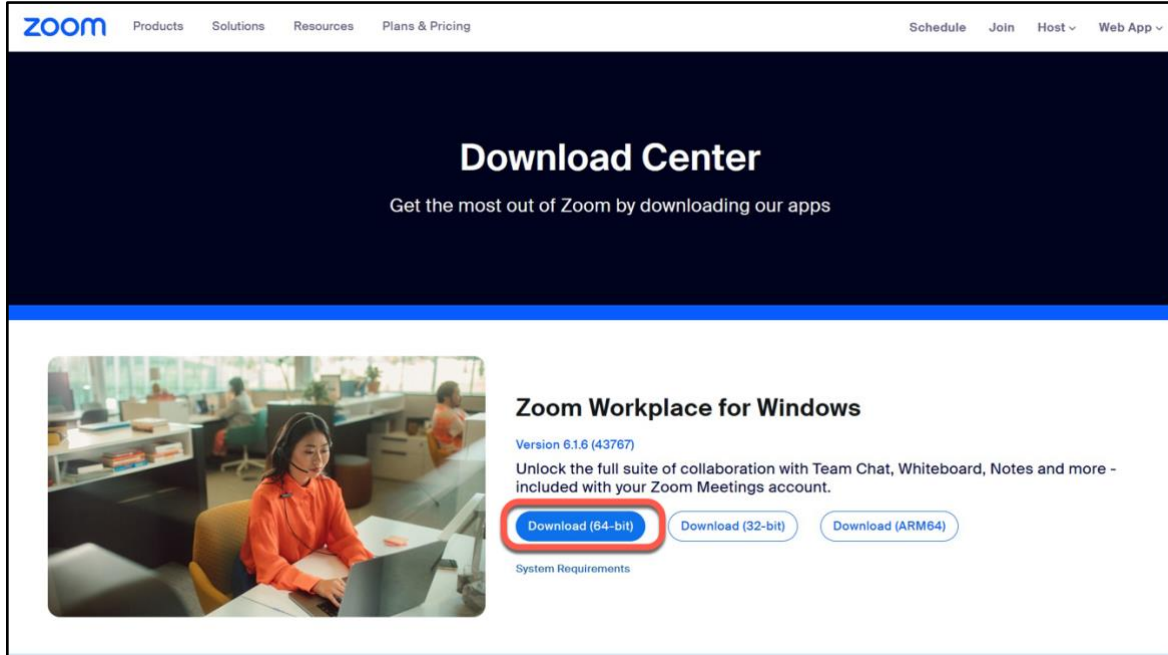 zoom Products Solutions Resources Plans & Pricing Schedule Join Host Web App
Download Center
Get the most out of Zoom by downloading our apps
Zoom Workplace for Windows
Version 6.1.6 (43767)
Unlock the full suite of collaboration with Team Chat, Whiteboard, Notes and more -
included with your Zoom Meetings account.
Download (64-bit) Download (32-bit) Download (ARM64)
System Requirements